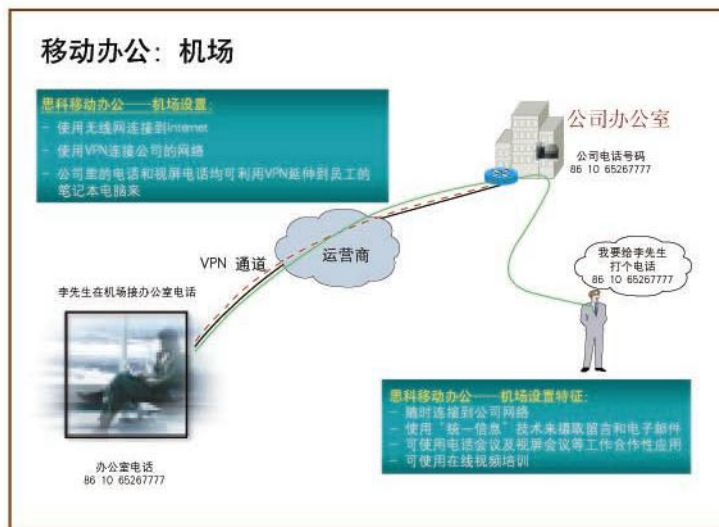 移动办公：机场
思科移动办公——机场设置：
– 使用无线网连接到Internet
– 使用VPN连接公司的网络
– 公司里的电话和视屏电话均可利用VPN延伸到员工的
笔记本电脑来
公司办公室
公司电话号码
86 10 65267777
运营商
VPN 通道
我要给李先生
打个电话
86 10 65267777
李先生在机场接办公室电话
办公室电话
86 10 65267777
思科移动办公——机场设置特征：
– 随时连接到公司网络
– 使用“统一信息”技术来提取留言和电子邮件
– 可使用电话会议及视屏会议等工作合作性应用
– 可使用在线视频培训